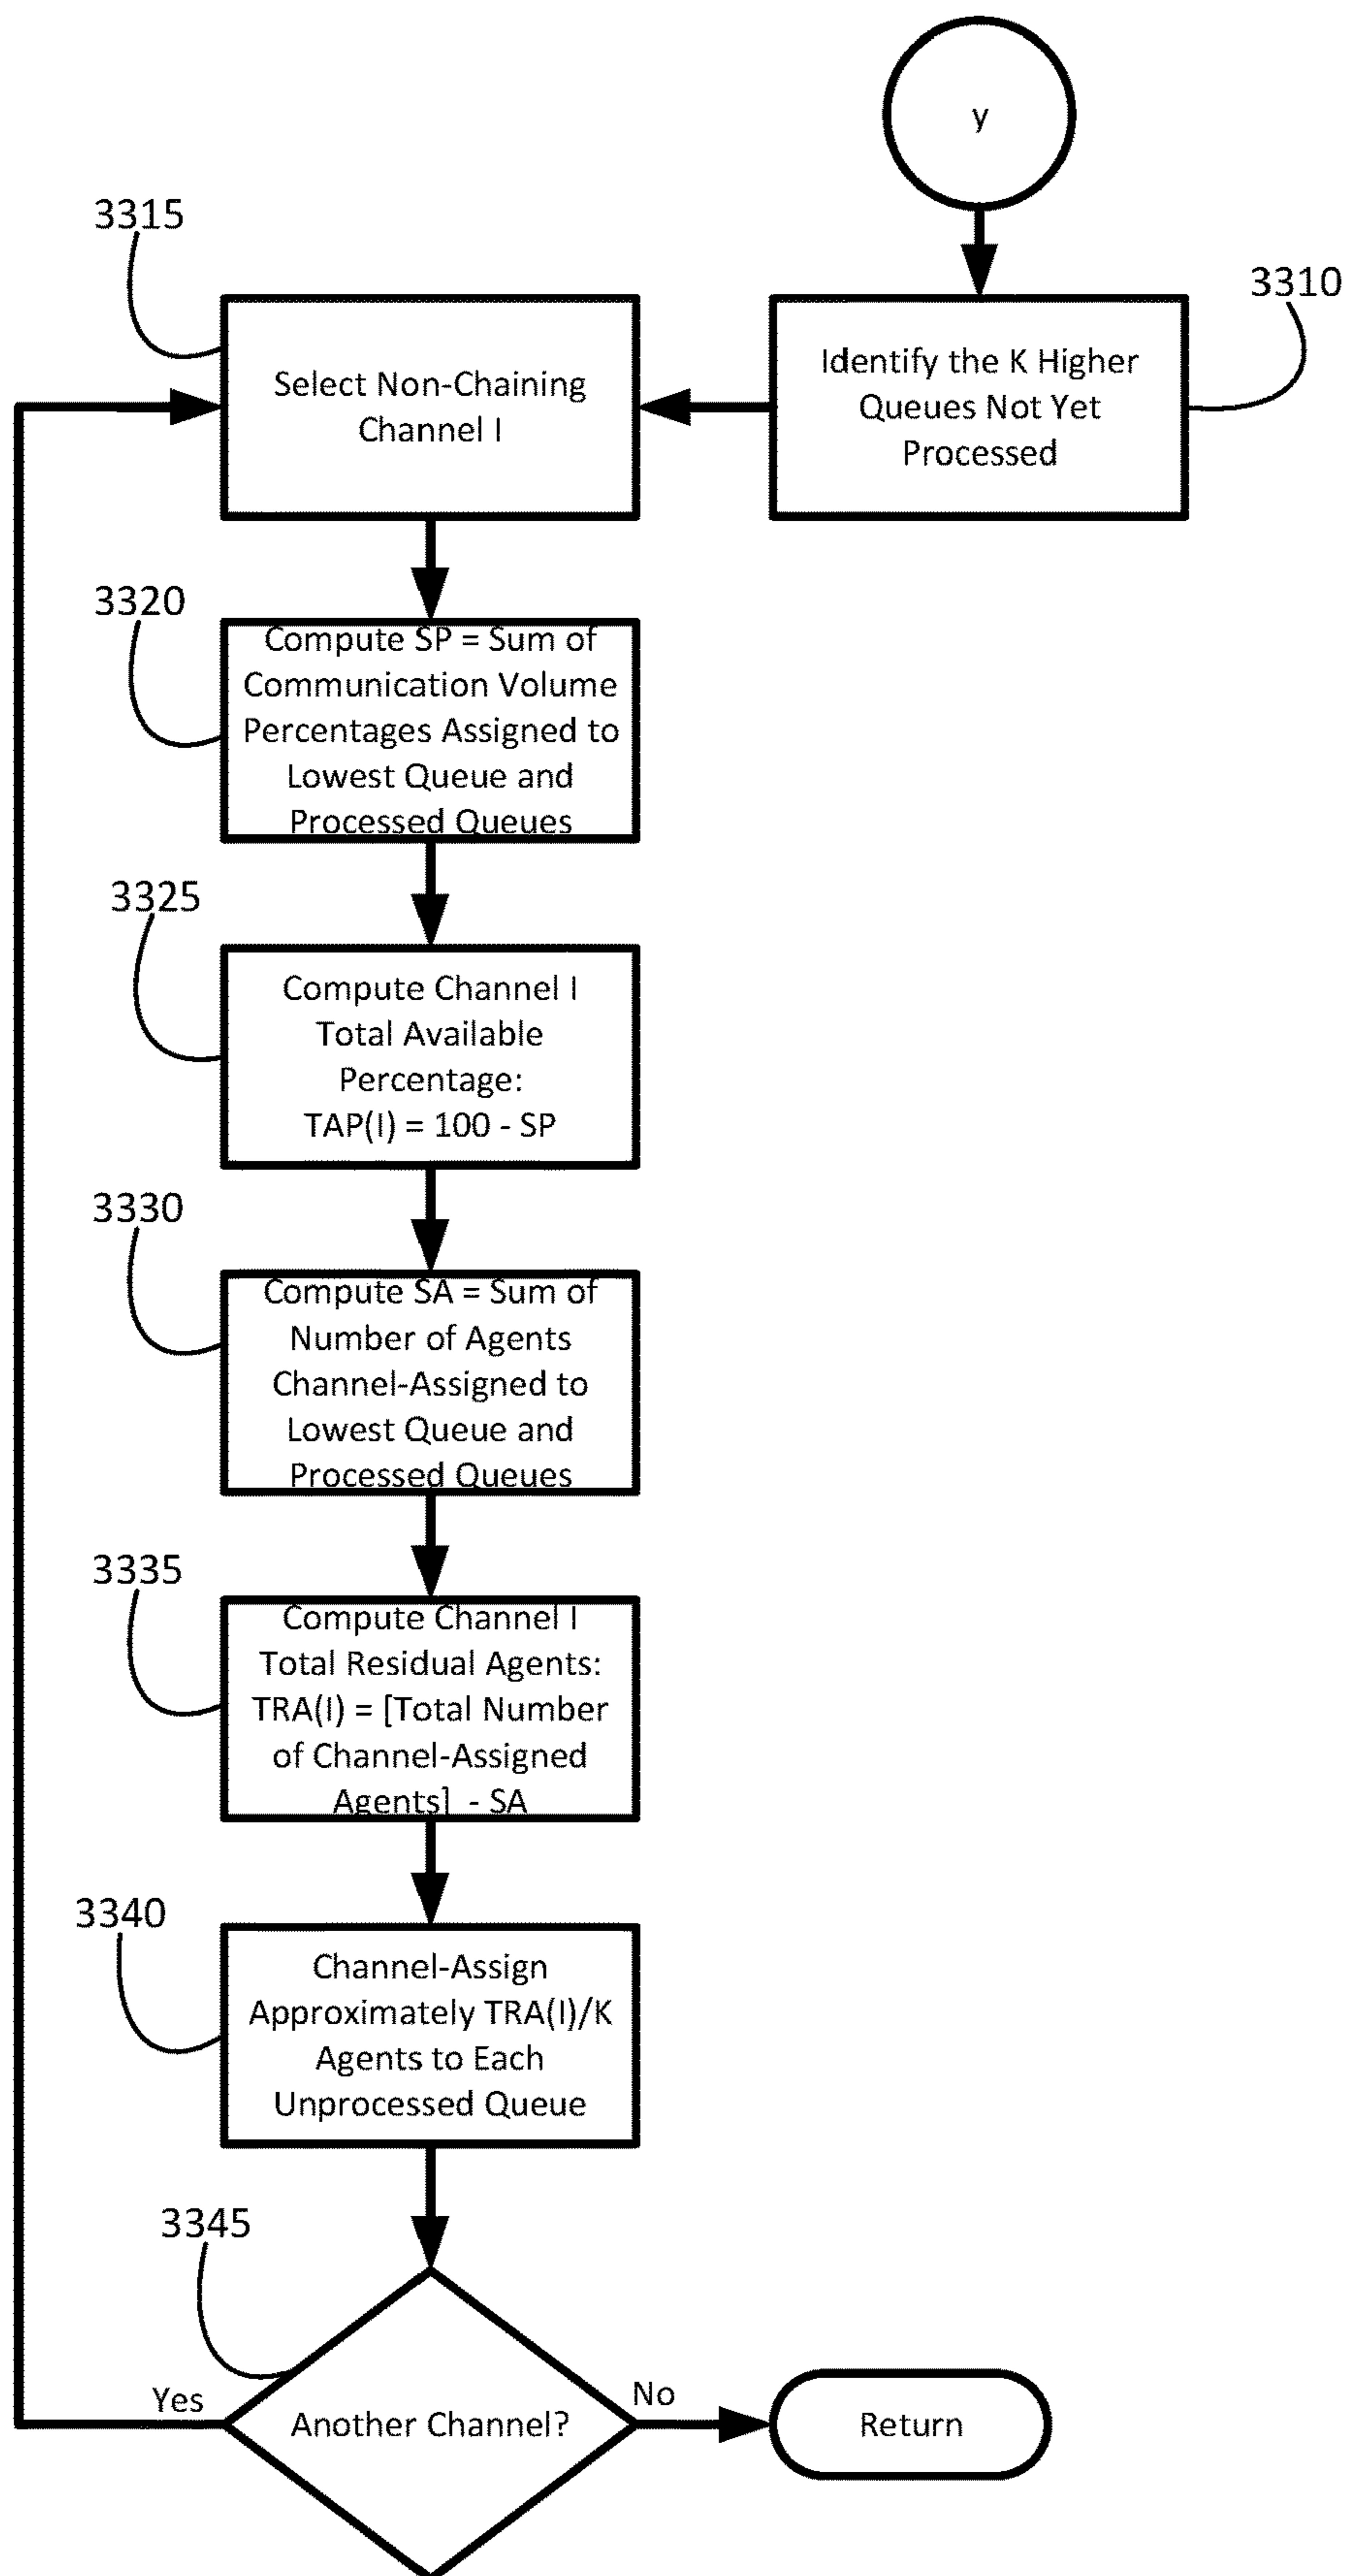 y
3315
3310
Select Non-Chaining
Channel I
Identify the K Higher
Queues Not Yet
Processed
3320
Compute SP = Sum of
Communication Volume
Percentages Assigned to
Lowest Queue and
Processed Queues
3325
Compute Channel I
Total Available
Percentage:
TAP(I) = 100 - SP
3330
Compute SA = Sum of
Number of Agents
Channel-Assigned to
Lowest Queue and
Processed Queues
3335
Compute Channel I
Total Residual Agents:
TRA(I) = [Total Number
of Channel-Assigned
Agents] - SA
3340
Channel-Assign
Approximately TRA(I)/K
Agents to Each
Unprocessed Queue
3345
Yes
Another Channel?
No
Return